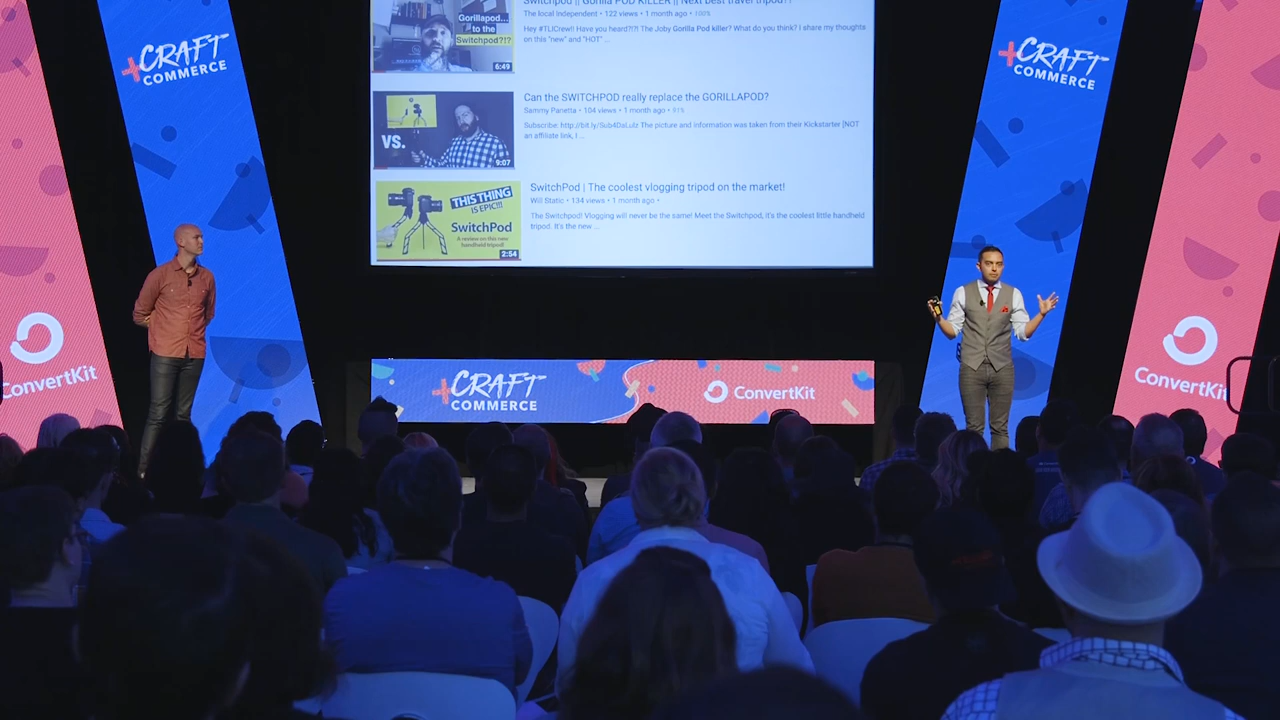 Switchpod || Gorilla POD KILLER || Next best travel tripod??
The local Independent • 122 views • 1 month ago • 100%
Hey #TLICrew!! Have you heard?!?! The Joby Gorilla Pod killer? What do you think? I share my thoughts
on this "new" and "HOT" ...
Gorillapod...
to the
Switchpod?!?
6:49
Can the SWITCHPOD really replace the GORILLAPOD?
Sammy Panetta • 104 views • 1 month ago • 91%
Subscribe: http://bit.ly/Sub4DaLulz The picture and information was taken from their Kickstarter [NOT
an affiliate link, I ...
VS.
9:07
SwitchPod | The coolest vlogging tripod on the market!
Will Static • 134 views • 1 month ago •
The Switchpod! Vlogging will never be the same! Meet the Switchpod, it's the coolest little handheld
tripod. It's the new ...
THIS THING
IS EPIC!!!
SwitchPod
A review on this new
handheld tripod!
2:54
+CRAFT
COMMERCE
+CRAFT
COMMERCE
ConvertKit
ConvertKit
+CRAFT
COMMERCE
ConvertKit